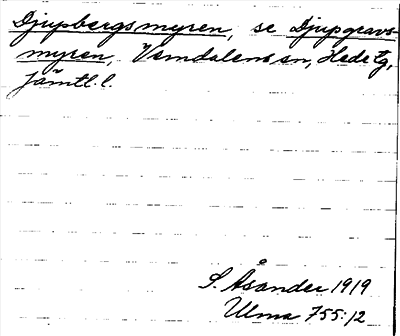 Djupbergsmyren, se Djupgravs-
myren, Vemdalens sn, Hede tg,
Jämtl. l.
S. Åsander 1919
Ulma 755:12